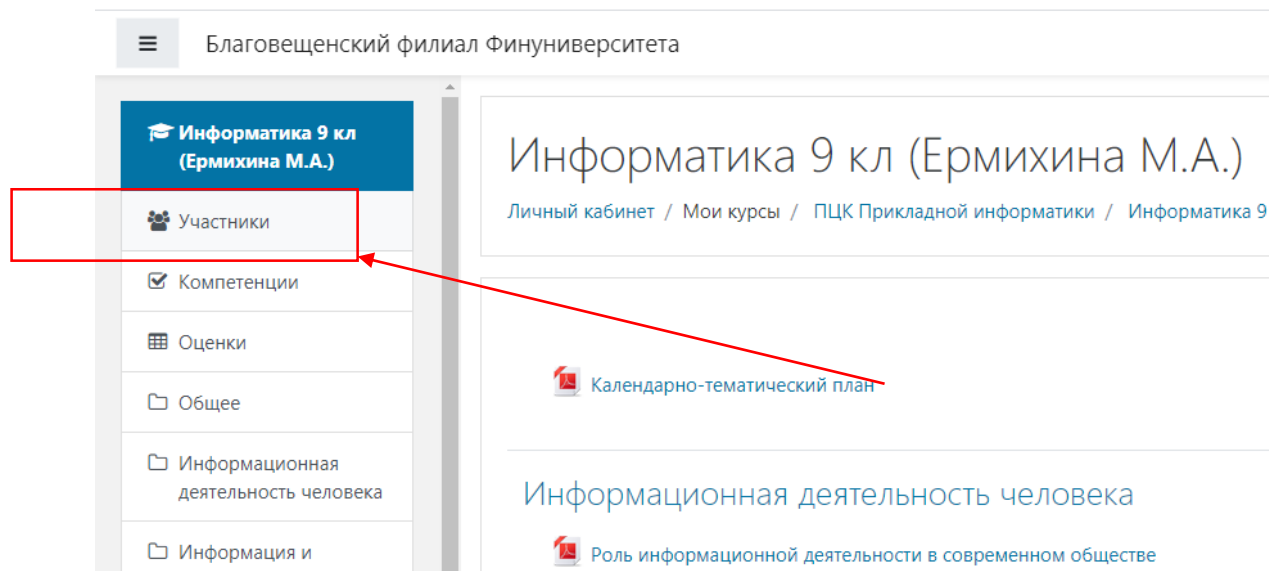 Благовещенский филиал Финуниверситета
Информатика 9 кл
(Ермихина М.А.)
Участники
Компетенции
Оценки
Общее
Информационная
деятельность человека
Информация и
Информатика 9 кл (Ермихина М.А.)
Личный кабинет / Мои курсы / ПЦК Прикладной информатики / Информатика 9
Календарно-тематический план
Информационная деятельность человека
Роль информационной деятельности в современном обществе